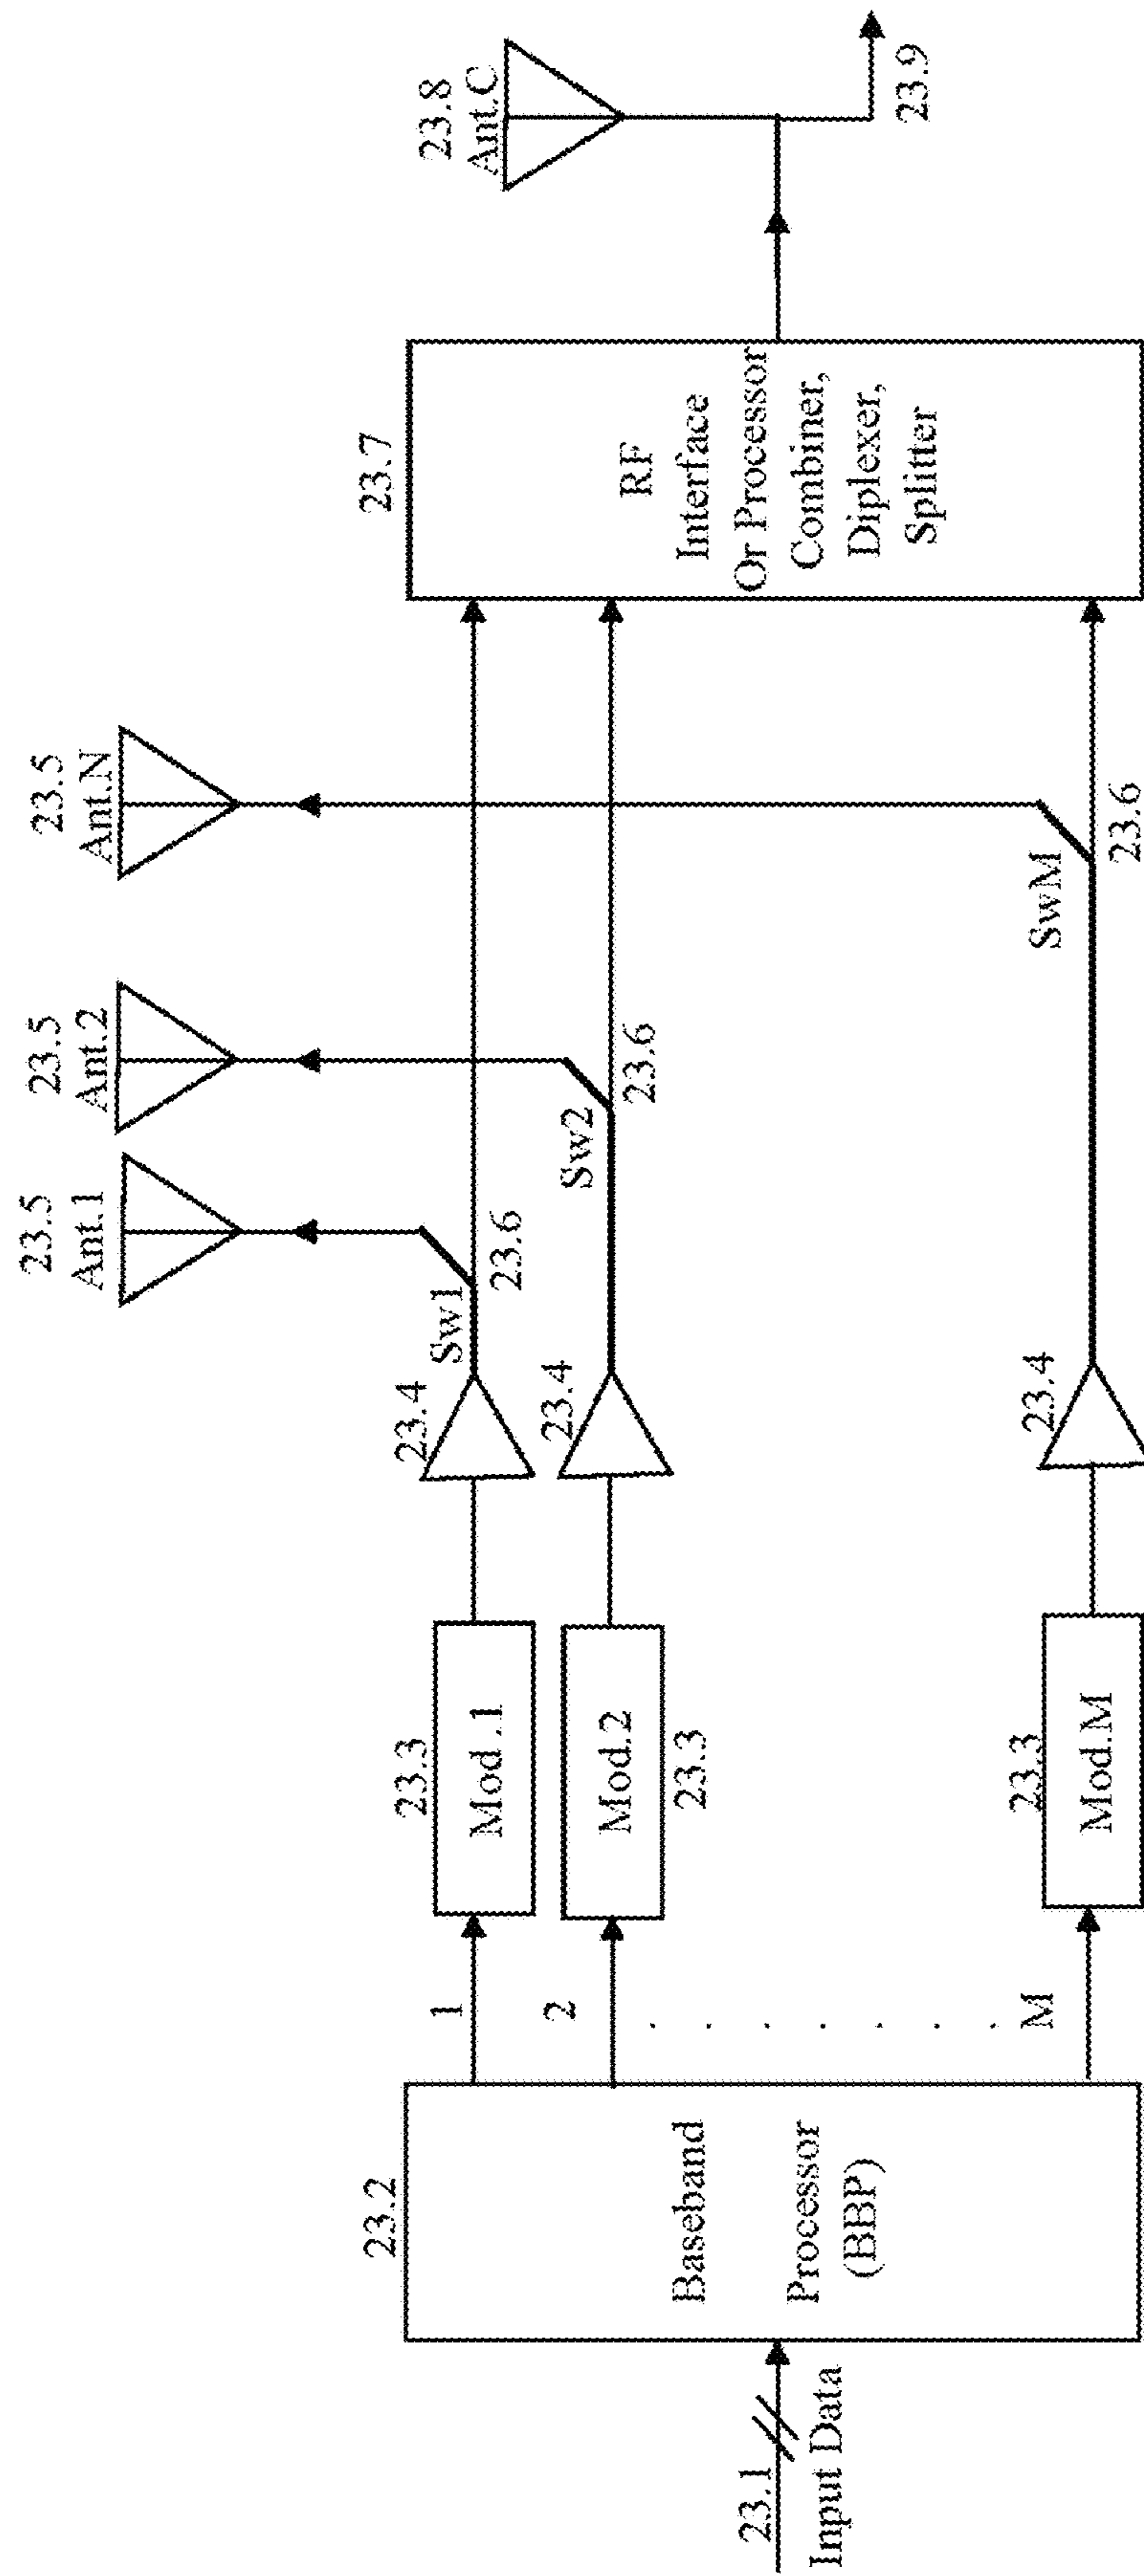 23.1
Input Data
23.2
Baseband
Processor
(BBP)
1
2
M
23.3
Mod .1
Mod.2
23.3
23.3
Mod.M
23.4
23.4
23.4
Sw1
23.6
Sw2
23.6
SwM
23.6
23.5
Ant.1
23.5
Ant.2
23.5
Ant.N
23.7
RF
Interface
Or Processor
Combiner,
Diplexer,
Splitter
23.8
Ant.C
23.9